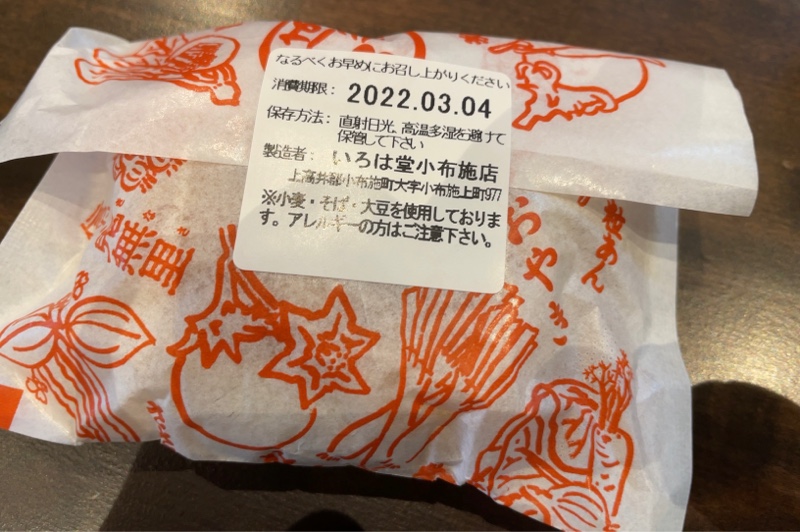 なるべくお早めにお召し上がりください
消費期限： 2022.03.04
保存方法： 直射日光、高温多湿を避けて
保管して下さい
製造者： いろは堂小布施店
上高井郡小布施町大字小布施上町977
※小麦・そば・大豆を使用しておりま
す。アレルギーの方はご注意下さい。
無里
おやき
粒あん